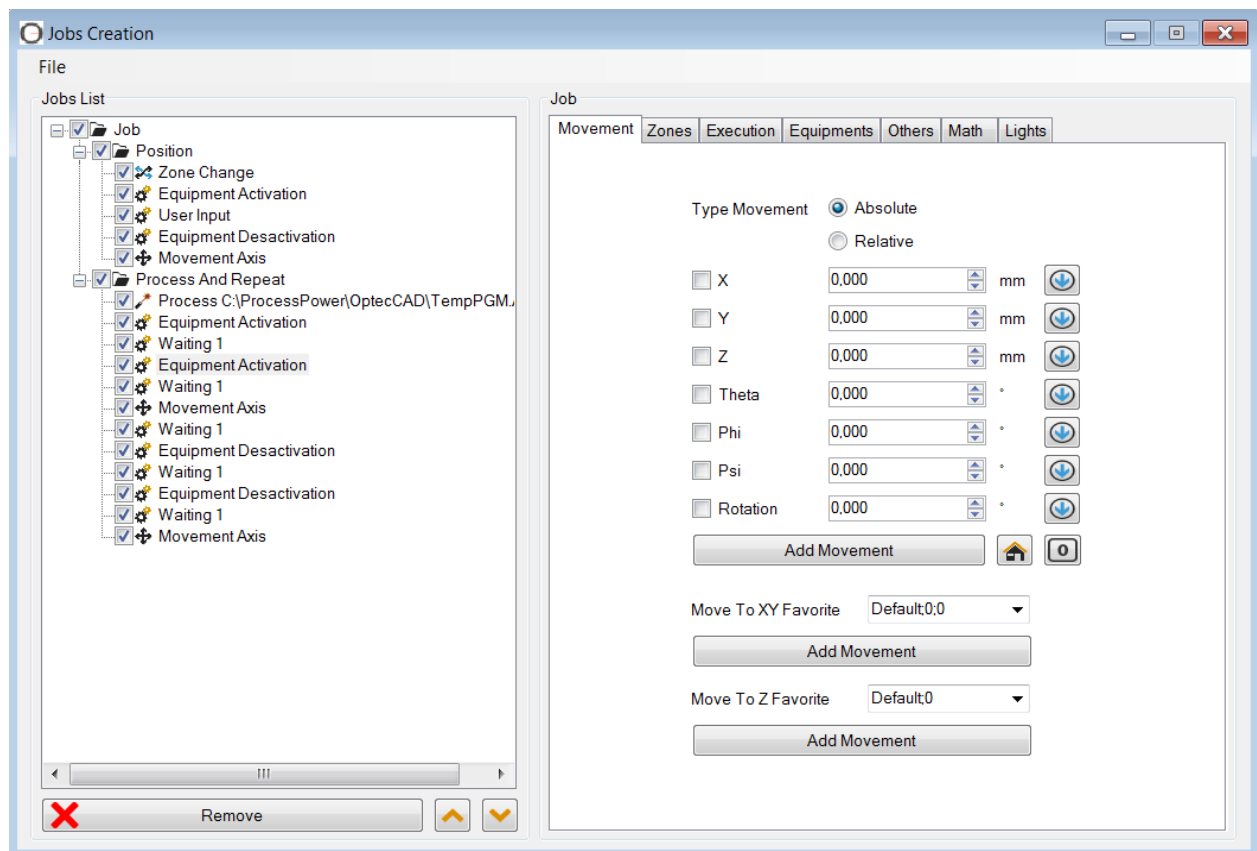 Jobs Creation
File
Jobs List
Job
Position
Zone Change
Equipment Activation
User Input
Equipment Desactivation
Movement Axis
Process And Repeat
Process C:\ProcessPower\OptecCAD\TempPGM.
Equipment Activation
Waiting 1
Equipment Activation
Waiting 1
Movement Axis
Waiting 1
Equipment Desactivation
Waiting 1
Equipment Desactivation
Waiting 1
Movement Axis
Remove
Job
Movement Zones Execution Equipments Others Math Lights
Type Movement Absolute
Relative
X 0,000 mm
Y 0,000 mm
Z 0,000 mm
Theta 0,000 °
Phi 0,000 °
Psi 0,000 °
Rotation 0,000 °
Add Movement 0
Move To XY Favorite Default;0;0
Add Movement
Move To Z Favorite Default;0
Add Movement